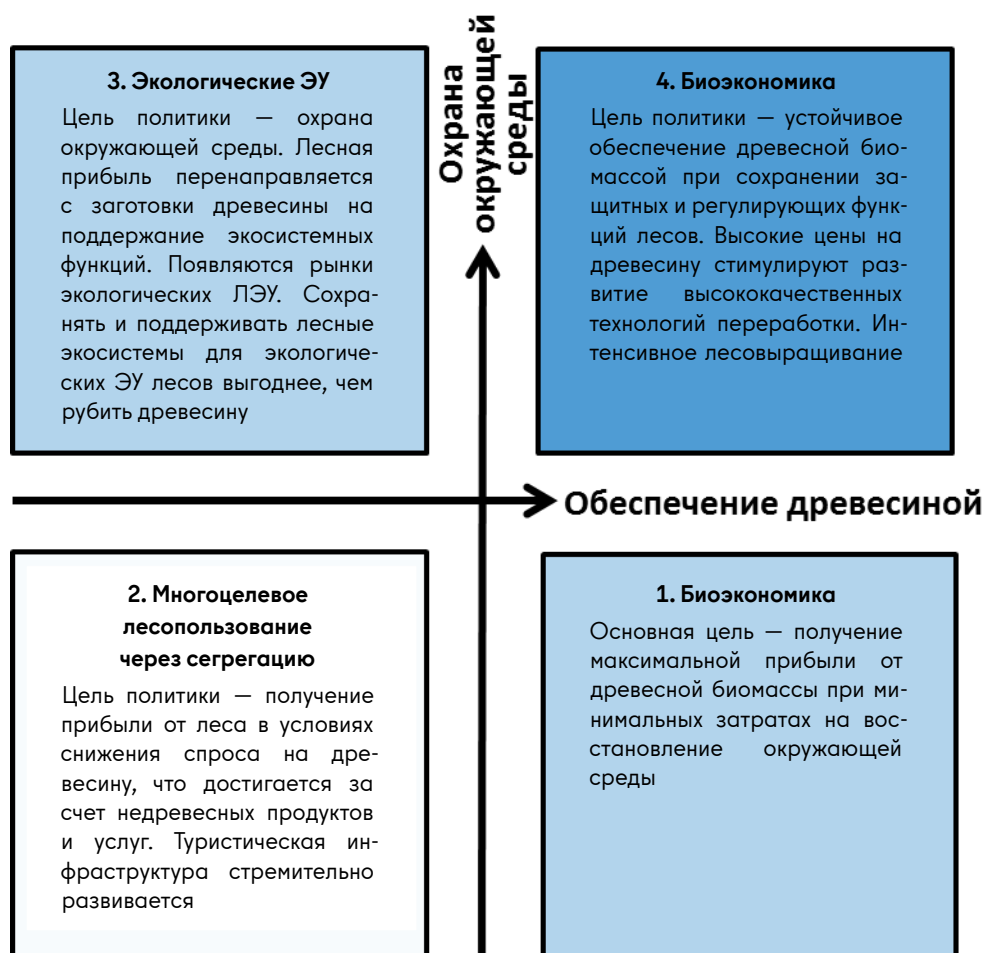 3. Экологические ЭУ
Цель политики — охрана
окружающей среды. Лесная
прибыль перенаправляется
с заготовки древесины на
поддержание экосистемных
функций. Появляются рынки
экологических ЛЭУ. Сохра-
нять и поддерживать лесные
экосистемы для экологиче-
ских ЭУ лесов выгоднее, чем
рубить древесину
Охрана
окружающей
среды
4. Биоэкономика
Цель политики — устойчивое
обеспечение древесной био-
массой при сохранении за-
щитных и регулирующих функ-
ций лесов. Высокие цены на
древесину стимулируют раз-
витие высококачественных
технологий переработки. Ин-
тенсивное лесовыращивание
Обеспечение древесиной
2. Многоцелевое
лесопользование
через сегрегацию
Цель политики — получение
прибыли от леса в условиях
снижения спроса на дре-
весину, что достигается за
счет недревесных продуктов
и услуг. Туристическая ин-
фраструктура стремительно
развивается
1. Биоэкономика
Основная цель — получение
максимальной прибыли от
древесной биомассы при ми-
нимальных затратах на вос-
становление окружающей
среды